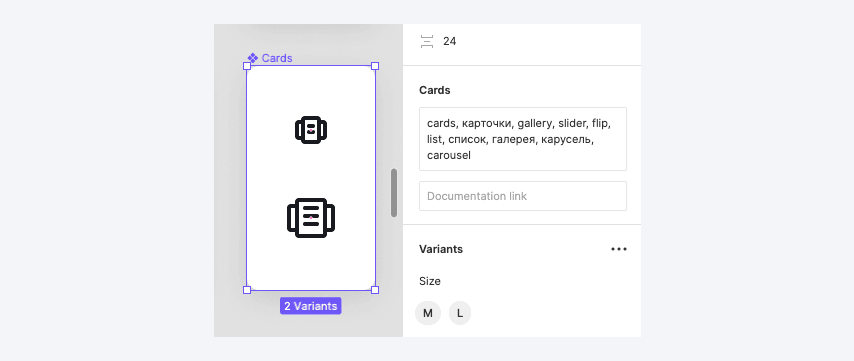 24
Cards
Cards
cards, карточки, gallery, slider, flip,
list, список, галерея, карусель,
carousel
Documentation link
Variants
Size
M L
2 Variants